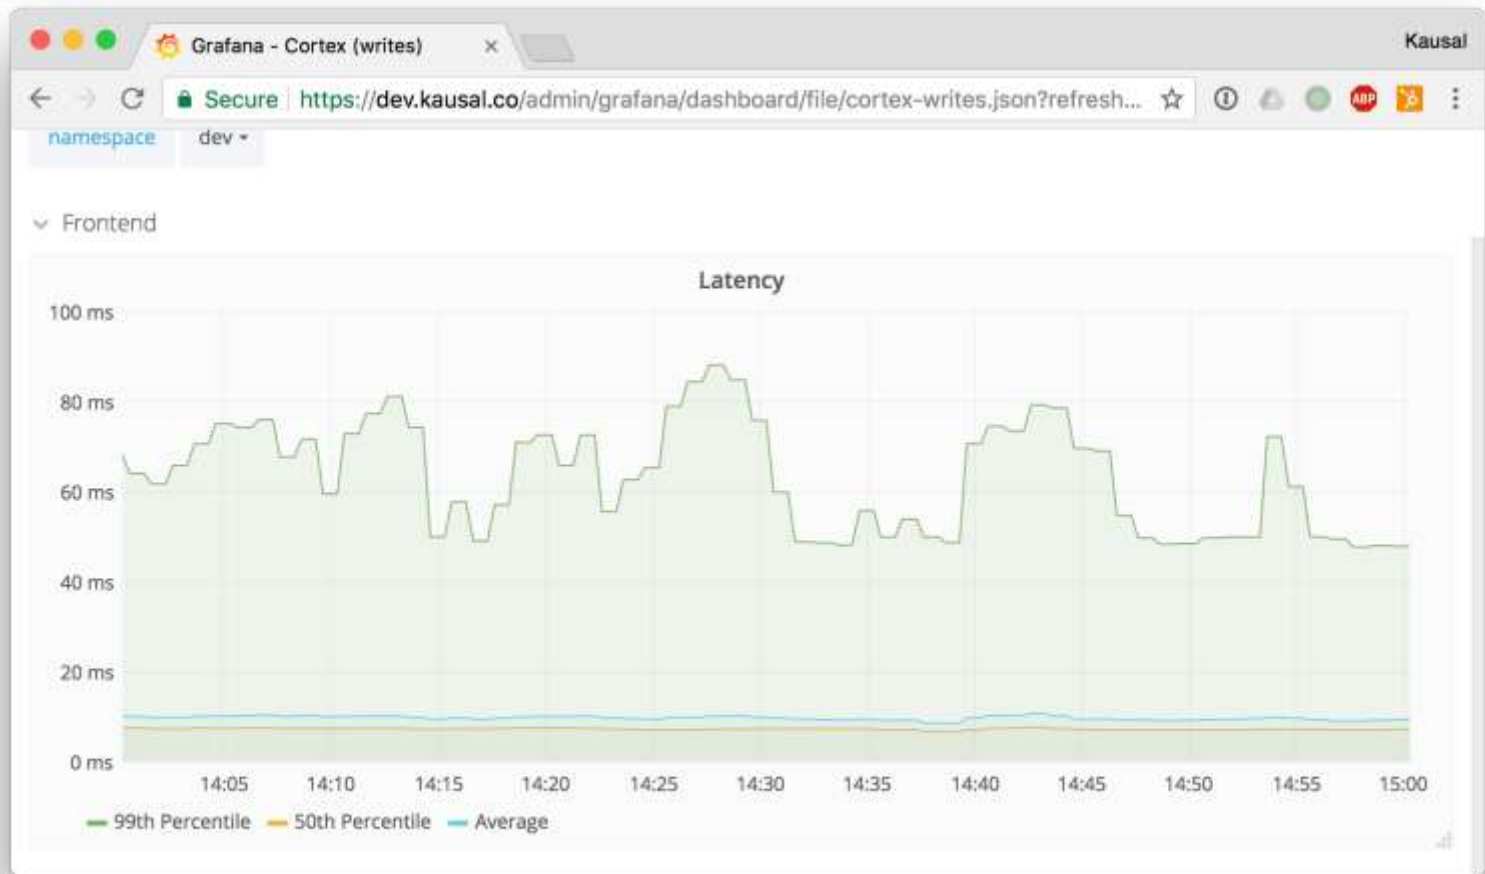 Grafana - Cortex (writes)
Kausal
Secure https://dev.kausal.co/admin/grafana/dashboard/file/cortex-writes.json?refresh...
ABP
namespace dev
Frontend
Latency
100 ms
80 ms
60 ms
40 ms
20 ms
0 ms
14:05 14:10 14:15 14:20 14:25 14:30 14:35 14:40 14:45 14:50 14:55 15:00
99th Percentile 50th Percentile Average